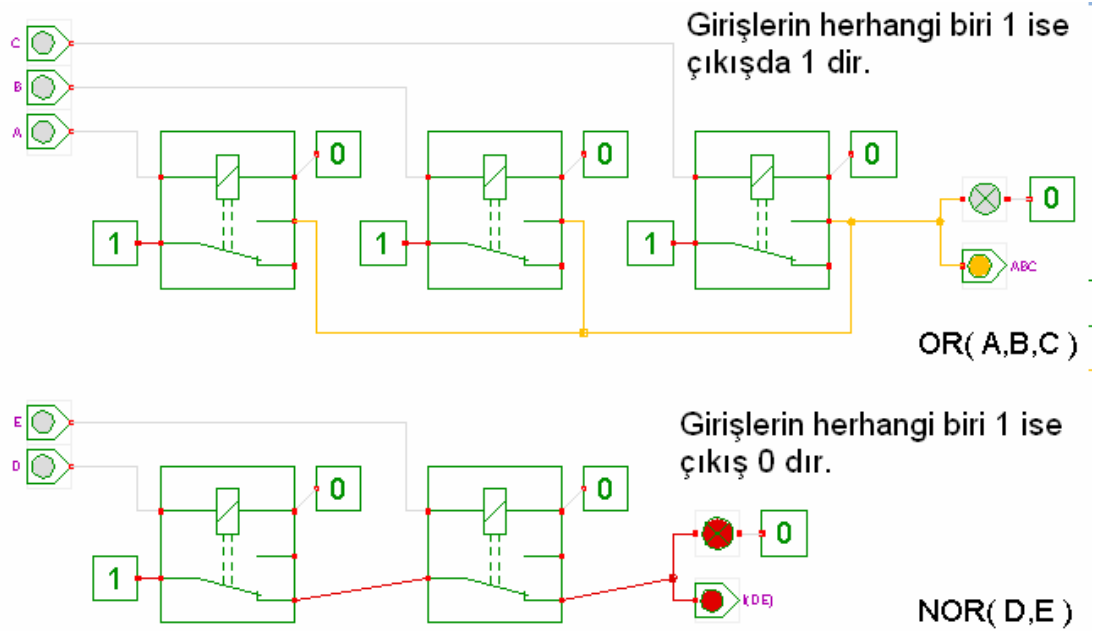 Girişlerin herhangi biri 1 ise
çıkışda 1 dir.
C
B
A
0
0
0
1
1
1
0
ABC
OR( A,B,C )
Girişlerin herhangi biri 1 ise
çıkış 0 dır.
E
D
0
0
1
0
NOR( D,E )